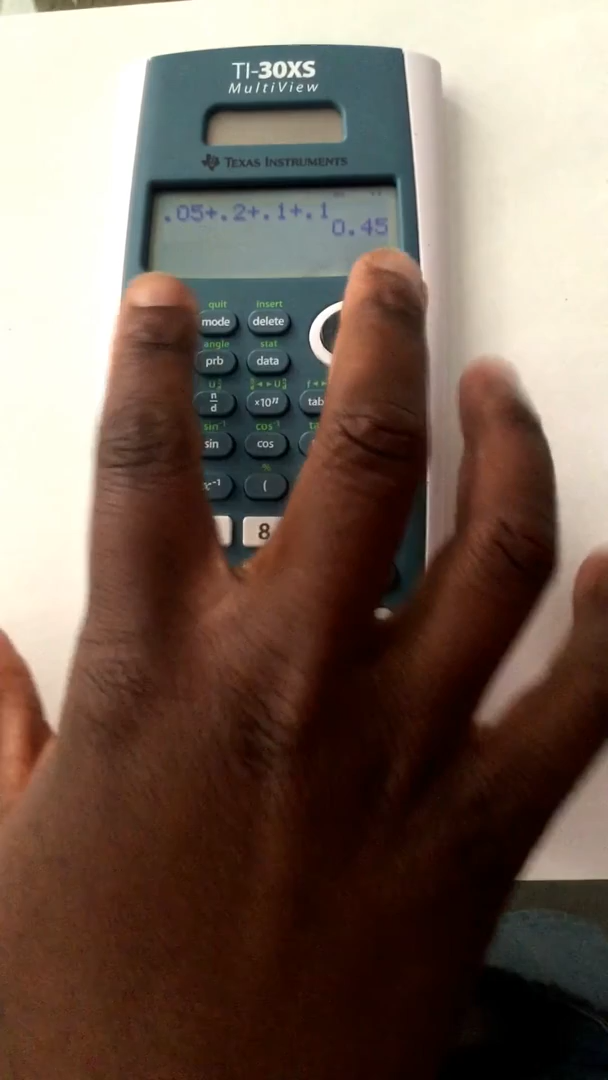 TI-30XS
MultiView
TEXAS INSTRUMENTS
.05+.2+.1+.1
0.45
quit insert
mode delete
angle stat
prb data
n/d ×10ⁿ tab
sin⁻¹ cos⁻¹
sin cos
%
(
8